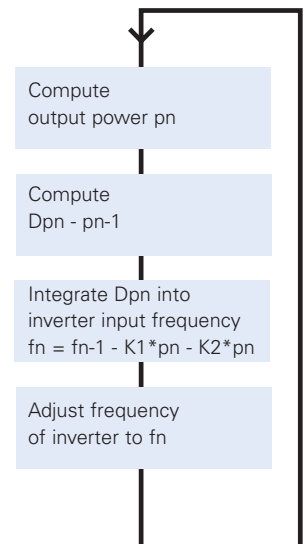 Compute
output power pn
Compute
Dpn - pn-1
Integrate Dpn into
inverter input frequency
fn = fn-1 - K1*pn - K2*pn
Adjust frequency
of inverter to fn